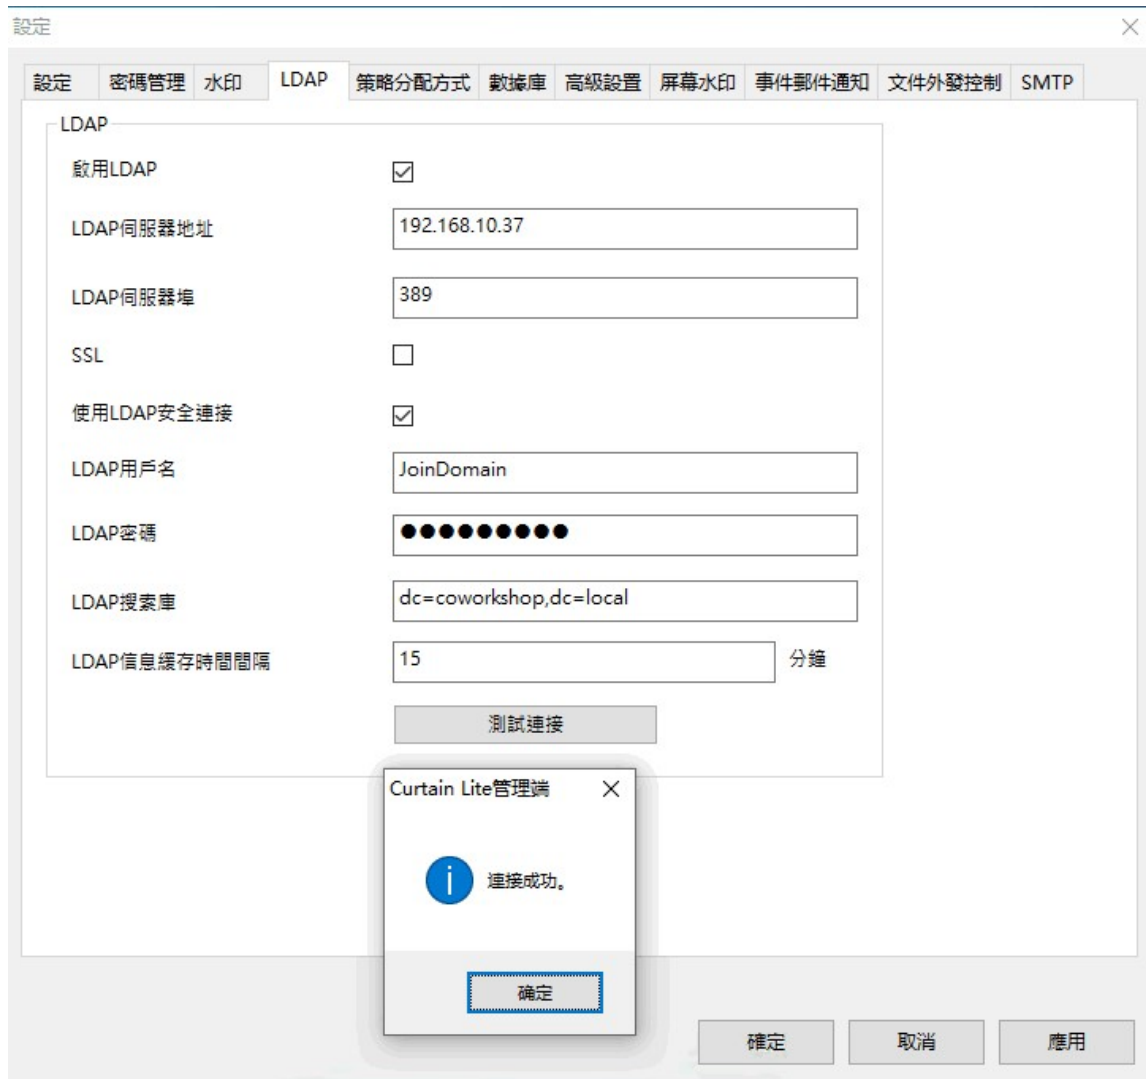 設定
設定 密碼管理 水印 LDAP 策略分配方式 數據庫 高級設置 屏幕水印 事件郵件通知 文件外發控制 SMTP
LDAP
啟用LDAP
LDAP伺服器地址 192.168.10.37
LDAP伺服器埠 389
SSL
使用LDAP安全連接
LDAP用戶名 JoinDomain
LDAP密碼 ●●●●●●●●●
LDAP搜索庫 dc=coworkshop,dc=local
LDAP信息緩存時間間隔 15 分鐘
測試連接
Curtain Lite管理端
連接成功。
确定
確定 取消 應用